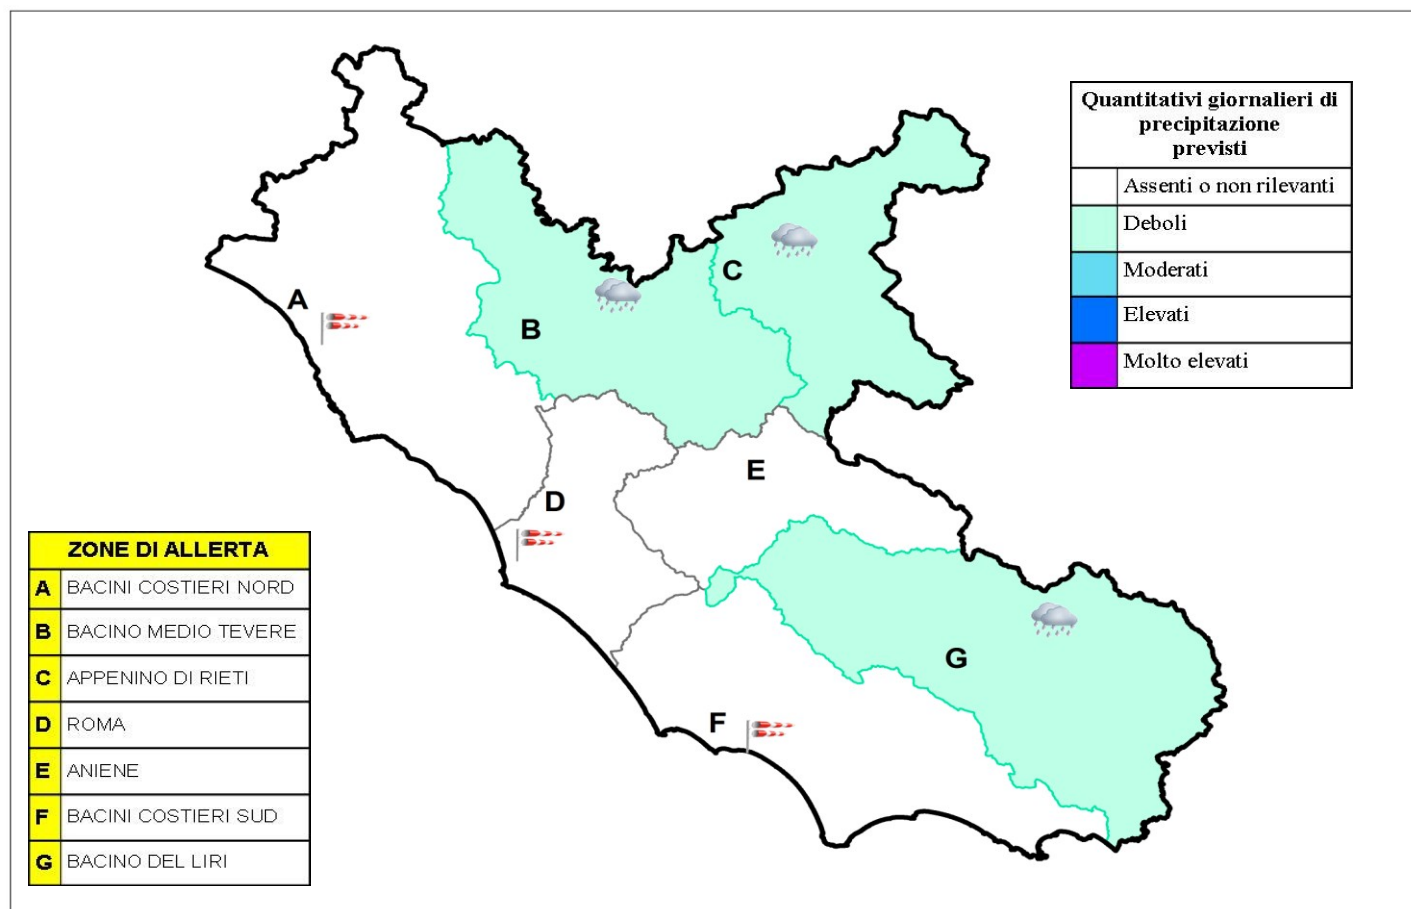 Quantitativi giornalieri di
precipitazione
previsti
Assenti o non rilevanti
Deboli
Moderati
Elevati
Molto elevati
A
B
C
D
E
F
G
ZONE DI ALLERTA
A BACINI COSTIERI NORD
B BACINO MEDIO TEVERE
C APPENINO DI RIETI
D ROMA
E ANIENE
F BACINI COSTIERI SUD
G BACINO DEL LIRI